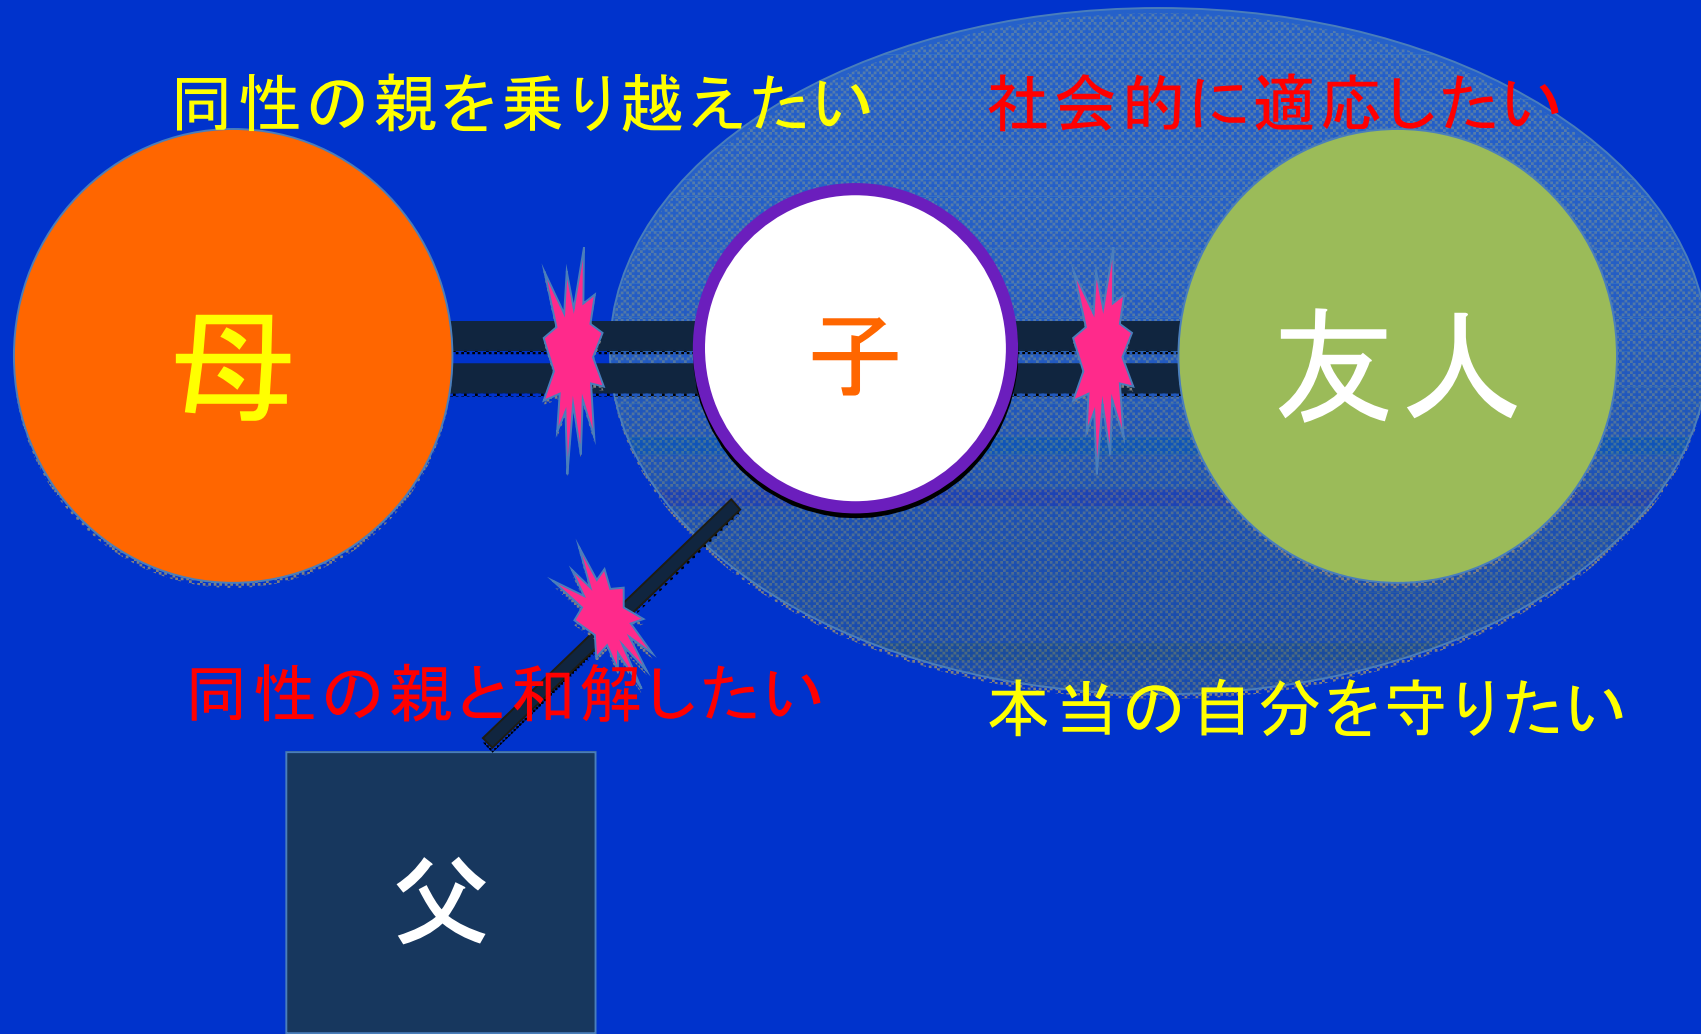 同性の親を乗り越えたい
社会的に適応したい
母
子
友人
同性の親と和解したい
本当の自分を守りたい
父